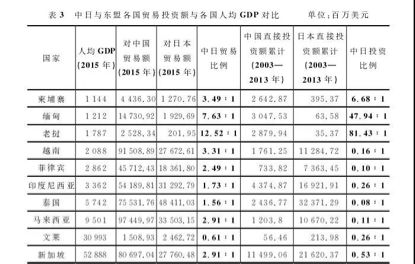 表 3 中日与东盟各国贸易投资额与各国人均 GDP 对比 单位:百万美元
国家 人均 GDP (2015 年) 对中国贸易额 (2015 年) 对日本贸易额 (2015 年) 中日贸易比例 中国直接投资额累计 (2003—2013 年) 日本直接投资额累计 (2003—2013 年) 中日投资比例
柬埔寨 1 144 4 436.30 1 270.76 3.49∶1 2 642.87 395.37 6.68∶1
缅甸 1 212 14 730.92 1 929.69 7.63∶1 3 047.53 63.58 47.94∶1
老挝 1 787 2 528.34 201.95 12.52∶1 2 879.94 35.37 81.43∶1
越南 2 088 91 508.89 27 672.61 3.31∶1 1 761.25 11 284.72 0.16∶1
菲律宾 2 862 45 712.43 18 361.80 2.49∶1 733.82 7 363.45 0.10∶1
印度尼西亚 3 362 54 189.81 31 292.79 1.73∶1 4 374.87 16 921.91 0.26∶1
泰国 5 742 75 531.76 48 411.03 1.56∶1 2 436.77 32 371.29 0.08∶1
马来西亚 9 501 97 449.97 33 503.15 2.91∶1 1 203.8 10 670.22 0.11∶1
文莱 30 993 1 508.93 2 462.72 0.61∶1 56.46 213.98 0.26∶1
新加坡 52 888 80 697.04 27 760.48 2.91∶1 11 499.06 21 620.37 0.53∶1